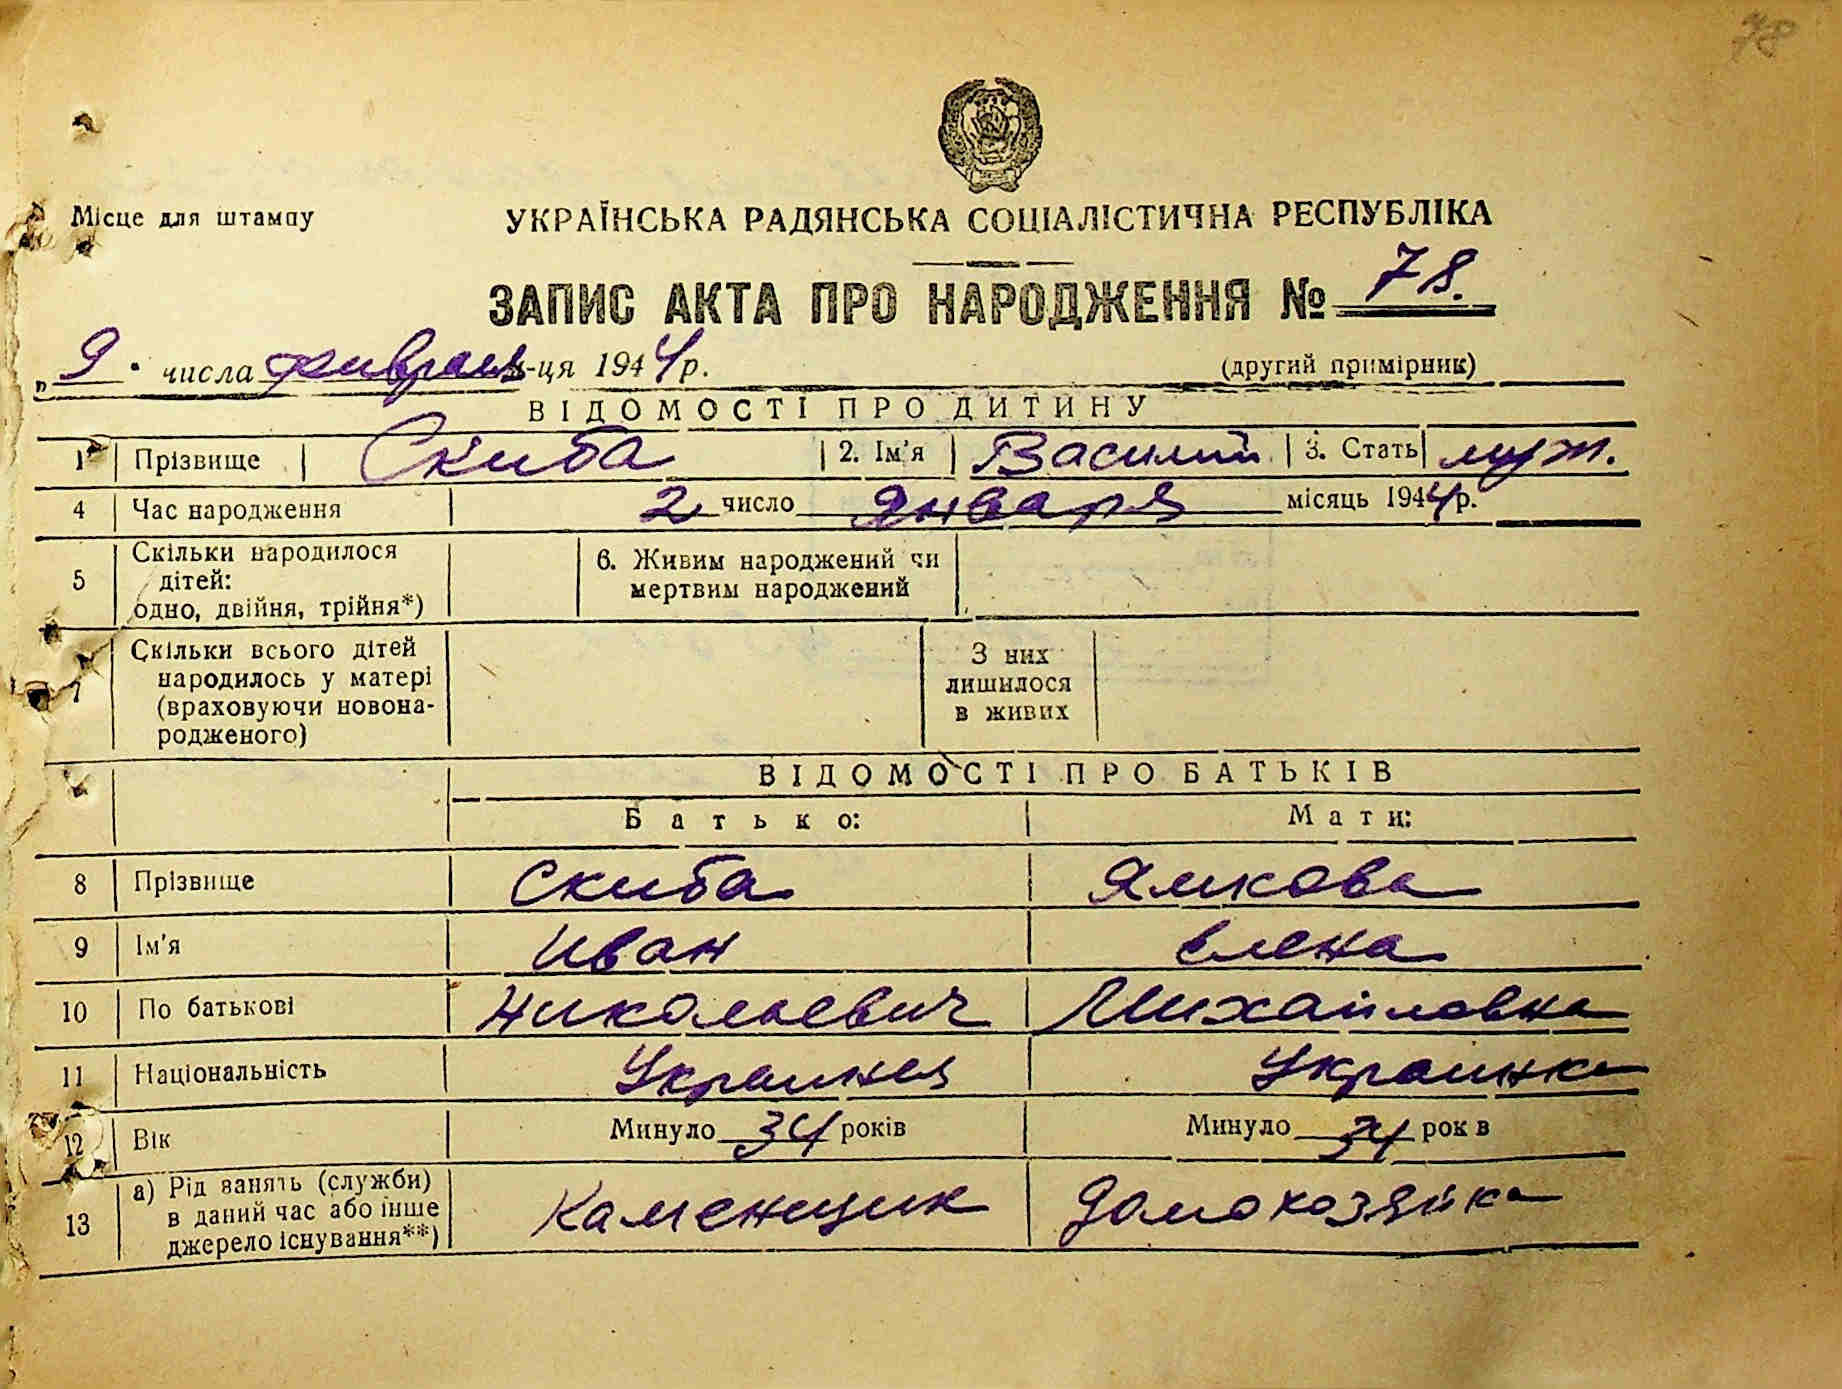 78
Місце для штампу
УКРАЇНСЬКА РАДЯНСЬКА СОЦІАЛІСТИЧНА РЕСПУБЛІКА
ЗАПИС АКТА ПРО НАРОДЖЕННЯ № 78.
„ 9. числа февраля м-ця 1944 р. (другий примірник)
ВІДОМОСТІ ПРО ДИТИНУ
1 Прізвище Скиба 2. Ім'я Василий 3. Стать муж.
4 Час народження 2 число января місяць 1944 р.
5 Скільки народилося дітей: одно, двійня, трійня*) 6. Живим народжений чи мертвим народжений
7 Скільки всього дітей народилось у матері (враховуючи новонародженого) З них лишилося в живих
ВІДОМОСТІ ПРО БАТЬКІВ
Батько: Мати:
8 Прізвище Скиба Ямкова
9 Ім'я Иван Елена
10 По батькові Николаевич Михайловна
11 Національність Украинец Украинка
12 Вік Минуло 34 років Минуло 34 рок в
13 а) Рід занять (служби) в даний час або інше джерело існування**) Каменщик Домохозяйка